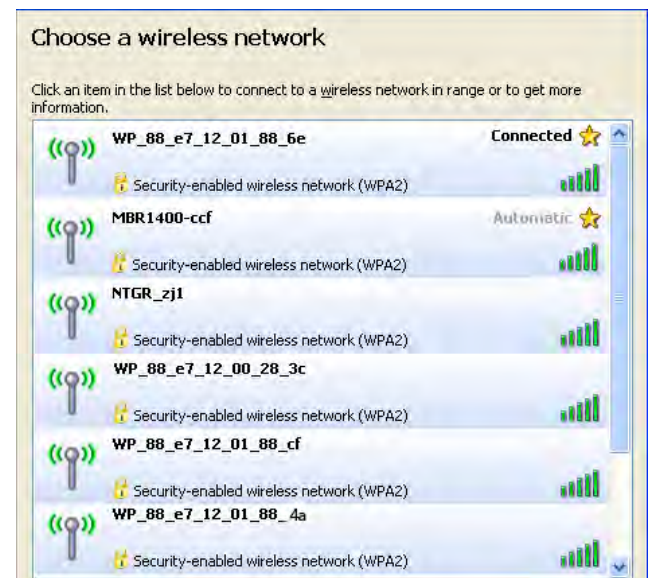 Choose a wireless network
Click an item in the list below to connect to a wireless network in range or to get more
information.
WP_88_e7_12_01_88_6e Connected
Security-enabled wireless network (WPA2)
MBR1400-ccf Automatic
Security-enabled wireless network (WPA2)
NTGR_zj1
Security-enabled wireless network (WPA2)
WP_88_e7_12_00_28_3c
Security-enabled wireless network (WPA2)
WP_88_e7_12_01_88_cf
Security-enabled wireless network (WPA2)
WP_88_e7_12_01_88_ 4a
Security-enabled wireless network (WPA2)